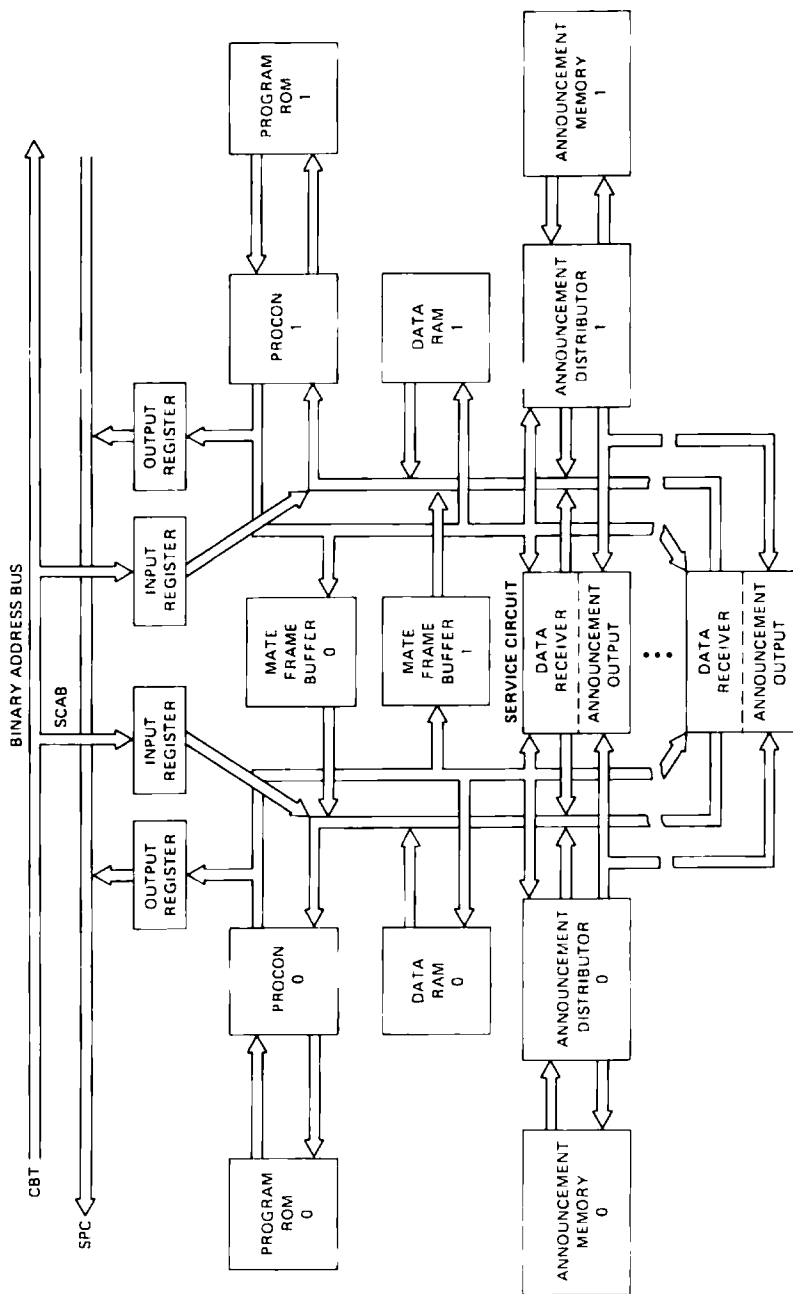 BINARY ADDRESS BUS
CBT
SCAB
SPC
OUTPUT
REGISTER
INPUT
REGISTER
INPUT
REGISTER
OUTPUT
REGISTER
PROGRAM
ROM
0
PROCON
0
MATE
FRAME
BUFFER
0
PROCON
1
PROGRAM
ROM
1
DATA
RAM
0
MATE
FRAME
BUFFER
1
DATA
RAM
1
SERVICE CIRCUIT
ANNOUNCEMENT
MEMORY
0
ANNOUNCEMENT
DISTRIBUTOR
0
DATA
RECEIVER
ANNOUNCEMENT
OUTPUT
ANNOUNCEMENT
DISTRIBUTOR
1
ANNOUNCEMENT
MEMORY
1
DATA
RECEIVER
ANNOUNCEMENT
OUTPUT